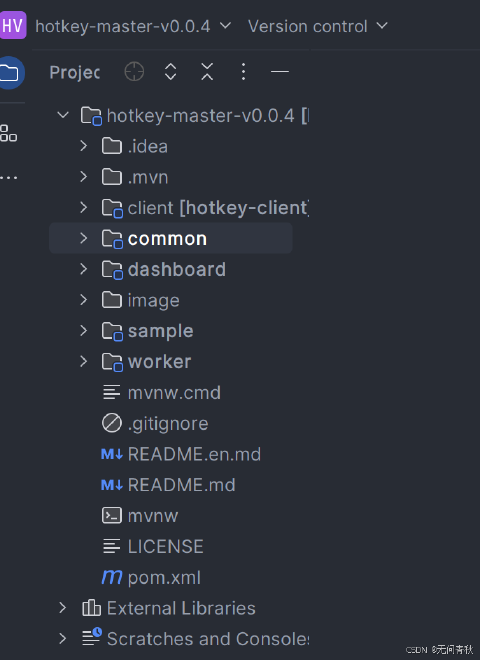 HV hotkey-master-v0.0.4 Version control
Projec
hotkey-master-v0.0.4 [
.idea
.mvn
client [hotkey-client]
common
dashboard
image
sample
worker
mvnw.cmd
.gitignore
M↓ README.en.md
M↓ README.md
mvnw
LICENSE
m pom.xml
External Libraries
Scratches and Consoles
CSDN @无间青秋